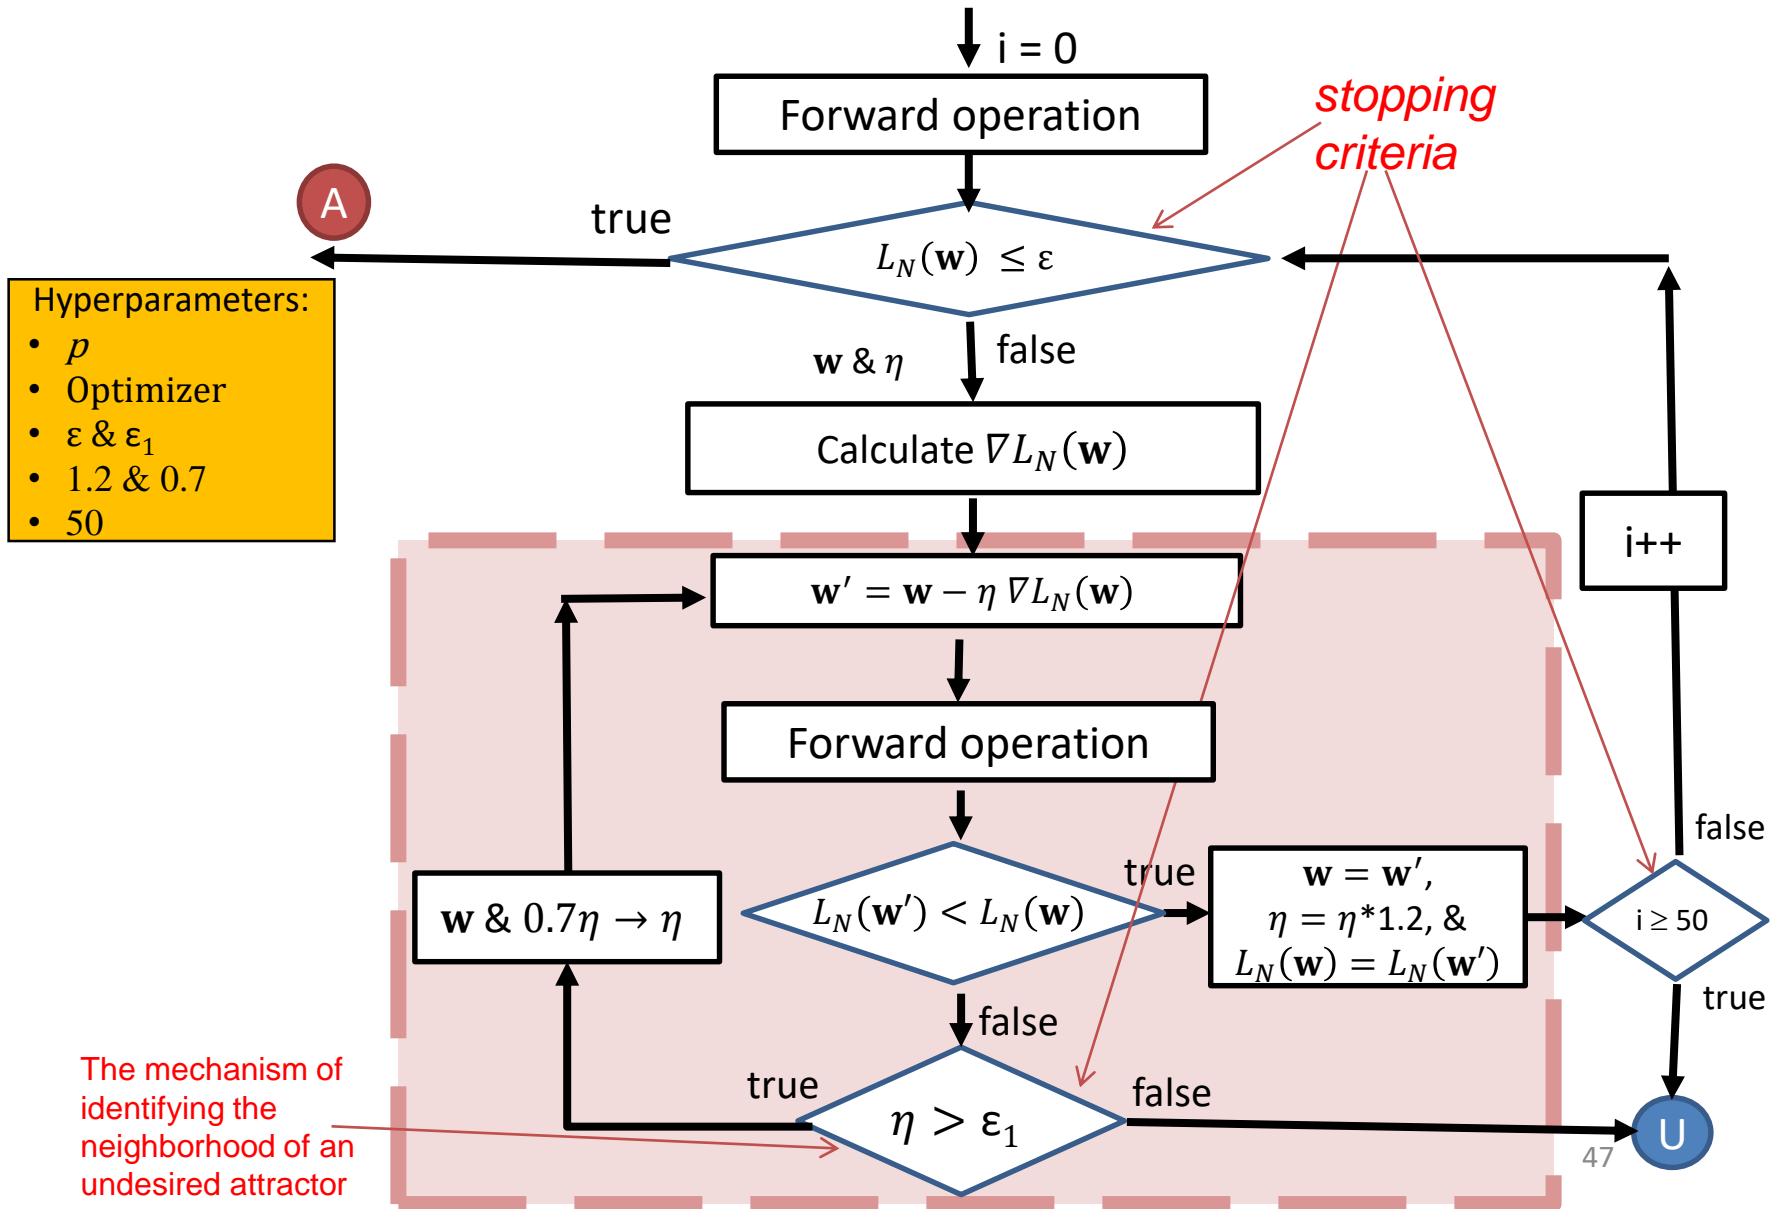 i = 0
Forward operation
stopping
criteria
A
true
L_N(𝐰) ≤ ε
Hyperparameters:
• p
• Optimizer
• ε & ε₁
• 1.2 & 0.7
• 50
𝐰 & η
false
Calculate ∇L_N(𝐰)
i++
𝐰′ = 𝐰 − η ∇L_N(𝐰)
Forward operation
false
true
𝐰 & 0.7η → η
L_N(𝐰′) < L_N(𝐰)
𝐰 = 𝐰′,
η = η*1.2, &
L_N(𝐰) = L_N(𝐰′)
i ≥ 50
true
false
The mechanism of
identifying the
neighborhood of an
undesired attractor
true
η > ε₁
false
U
47